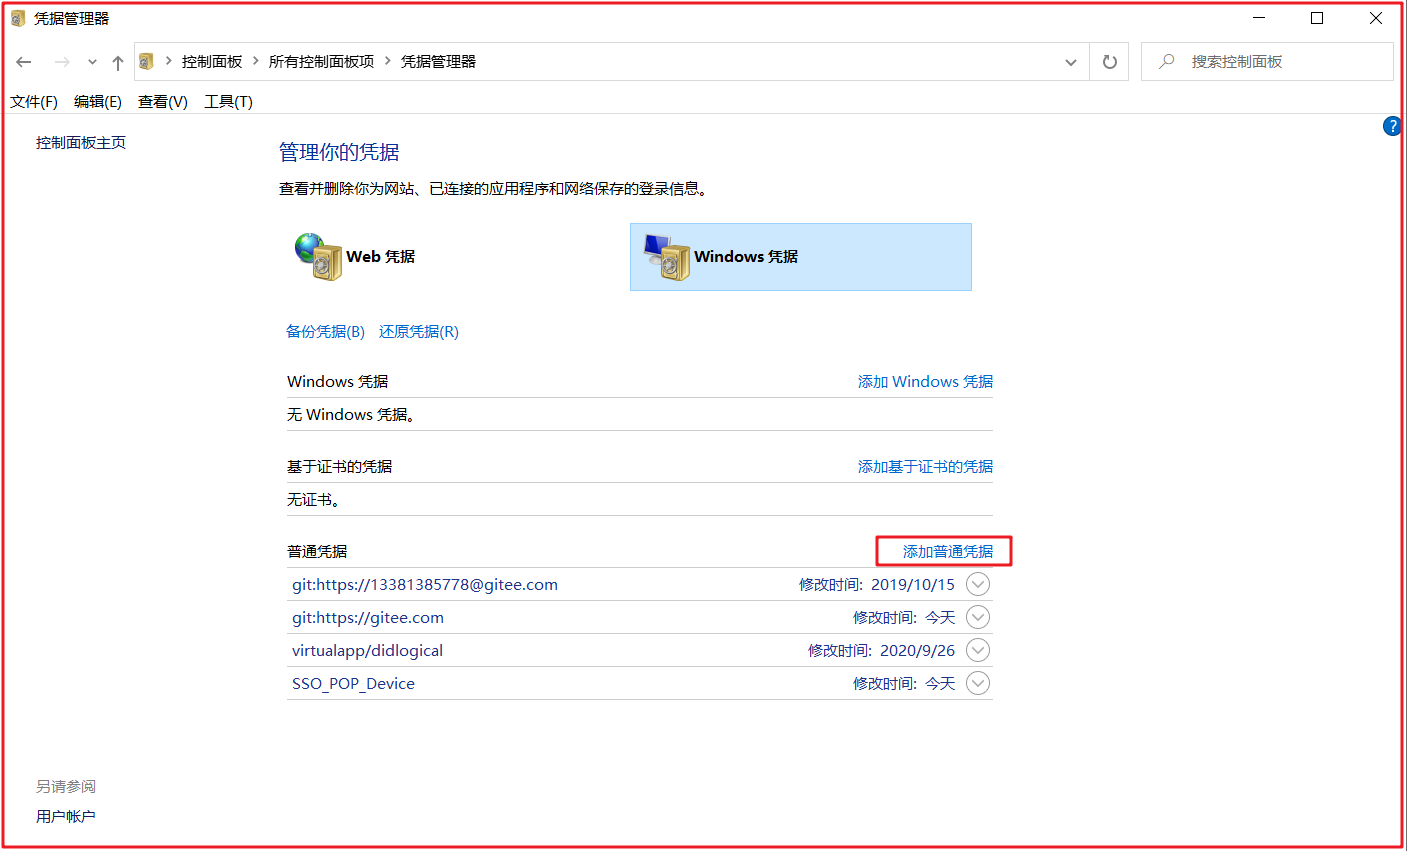 凭据管理器
控制面板 > 所有控制面板项 > 凭据管理器
搜索控制面板
文件(F) 编辑(E) 查看(V) 工具(T)
?
控制面板主页
管理你的凭据
查看并删除你为网站、已连接的应用程序和网络保存的登录信息。
Web 凭据
Windows 凭据
备份凭据(B) 还原凭据(R)
Windows 凭据 添加 Windows 凭据
无 Windows 凭据。
基于证书的凭据 添加基于证书的凭据
无证书。
普通凭据 添加普通凭据
git:https://13381385778@gitee.com 修改时间: 2019/10/15
git:https://gitee.com 修改时间: 今天
virtualapp/didlogical 修改时间: 2020/9/26
SSO_POP_Device 修改时间: 今天
另请参阅
用户帐户